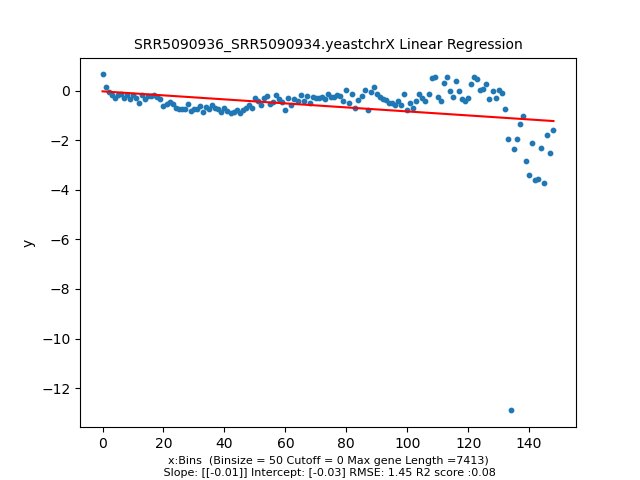 SRR5090936_SRR5090934.yeastchrX Linear Regression
0
−2
−4
−6
−8
−10
−12
y
0 20 40 60 80 100 120 140
x:Bins  (Binsize = 50 Cutoff = 0 Max gene Length =7413)
Slope: [[-0.01]] Intercept: [-0.03] RMSE: 1.45 R2 score :0.08